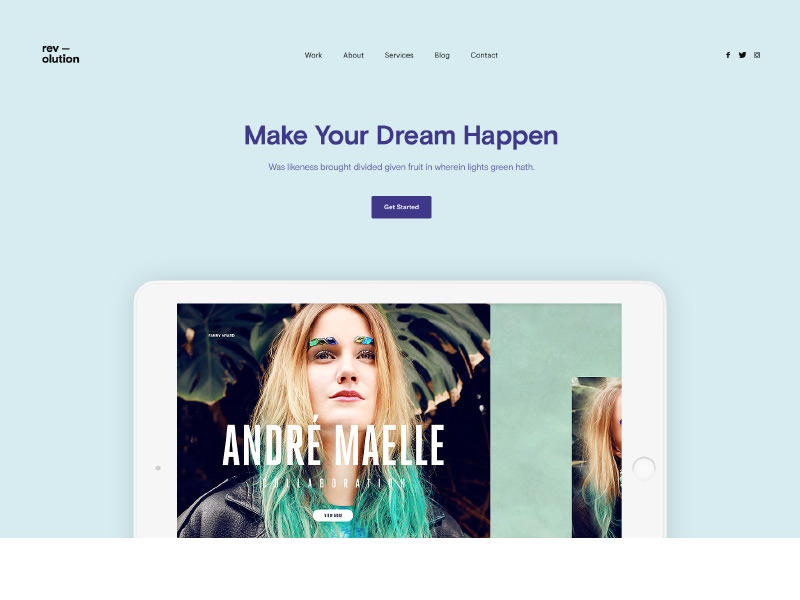 rev —
olution
Work About Services Blog Contact
Make Your Dream Happen
Was likeness brought divided given fruit in wherein lights green hath.
Get Started
ANDRÉ MAELLE
COLLABORATION
VIEW MORE